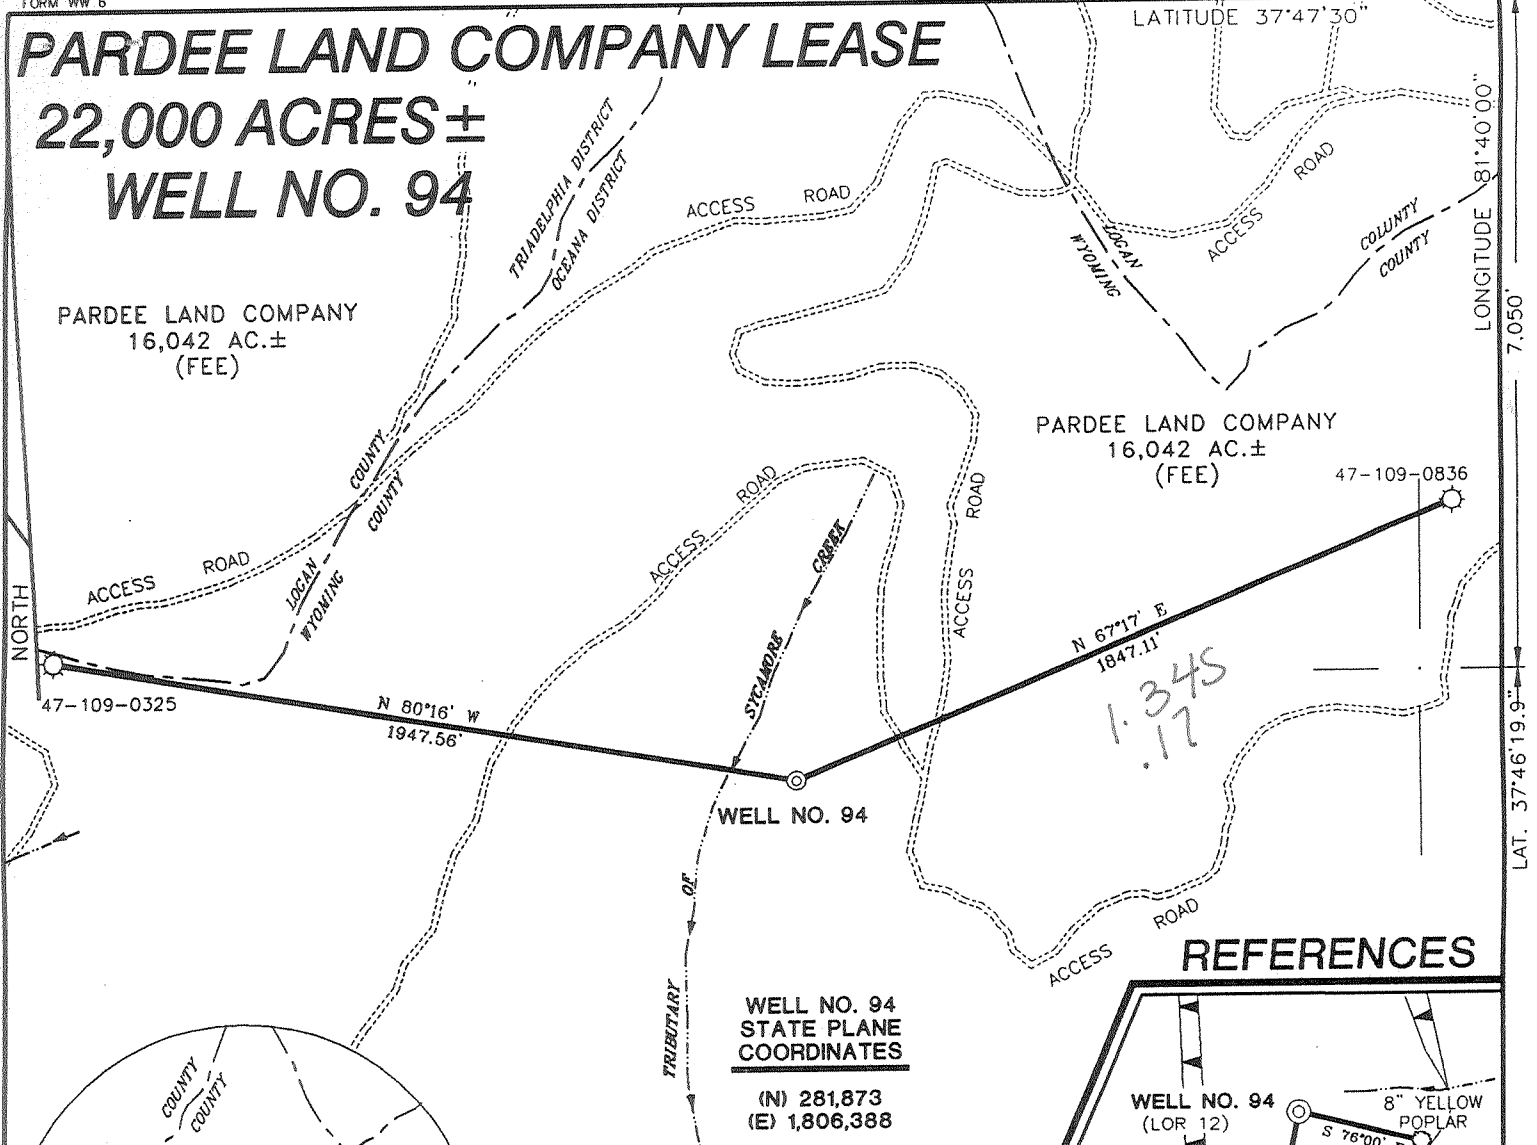 FORM WW 6
PARDEE LAND COMPANY LEASE
22,000 ACRES±
WELL NO. 94
LATITUDE 37°47'30"
LONGITUDE 81°40'00"
7,050'
LAT. 37°46'19.9"
TRIADELPHIA DISTRICT
OCEANA DISTRICT
ACCESS ROAD
ACCESS ROAD
LOGAN COLUNTY
WYOMING COUNTY
PARDEE LAND COMPANY
16,042 AC.±
(FEE)
PARDEE LAND COMPANY
16,042 AC.±
(FEE)
47-109-0836
LOGAN COUNTY
WYOMING COUNTY
ACCESS ROAD
ACCESS ROAD
ACCESS ROAD
NORTH
47-109-0325
N 80°16' W
1947.56'
N 67°17' E
1847.11'
1.345
.17
TRIBUTARY OF SYCAMORE CREEK
WELL NO. 94
ACCESS ROAD
REFERENCES
WELL NO. 94
STATE PLANE
COORDINATES
(N) 281,873
(E) 1,806,388
COUNTY
COUNTY
WELL NO. 94
(LOR 12)
8" YELLOW
POPLAR
S 76°00'